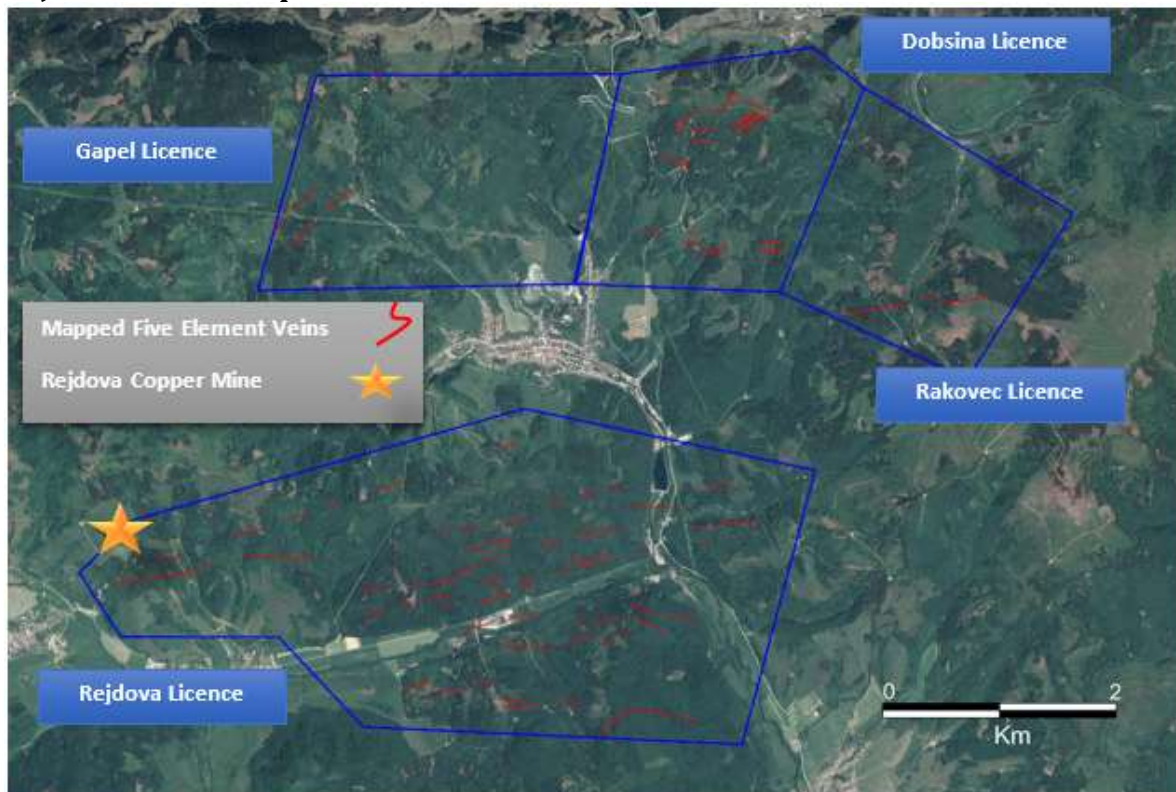 Dobsina Licence
Gapel Licence
Mapped Five Element Veins
Rejdova Copper Mine
Rakovec Licence
Rejdova Licence
0 2
Km